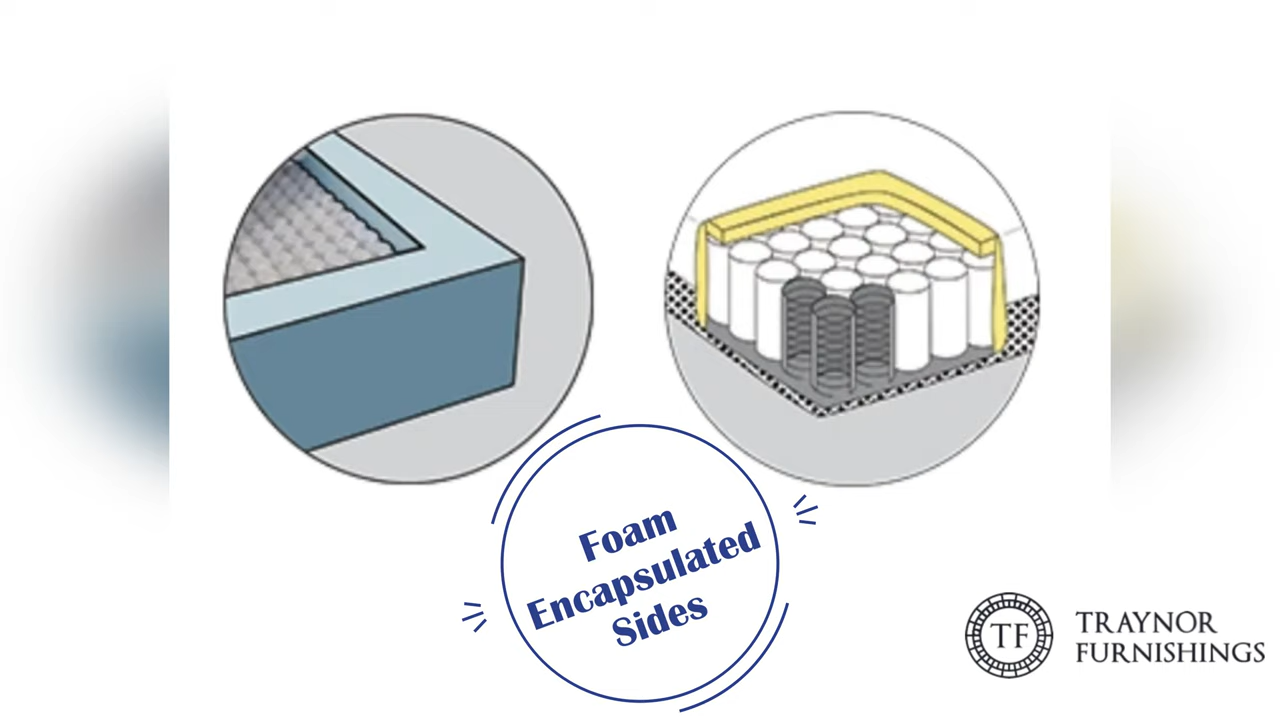 Foam
Encapsulated
Sides
TF
TRAYNOR
FURNISHINGS